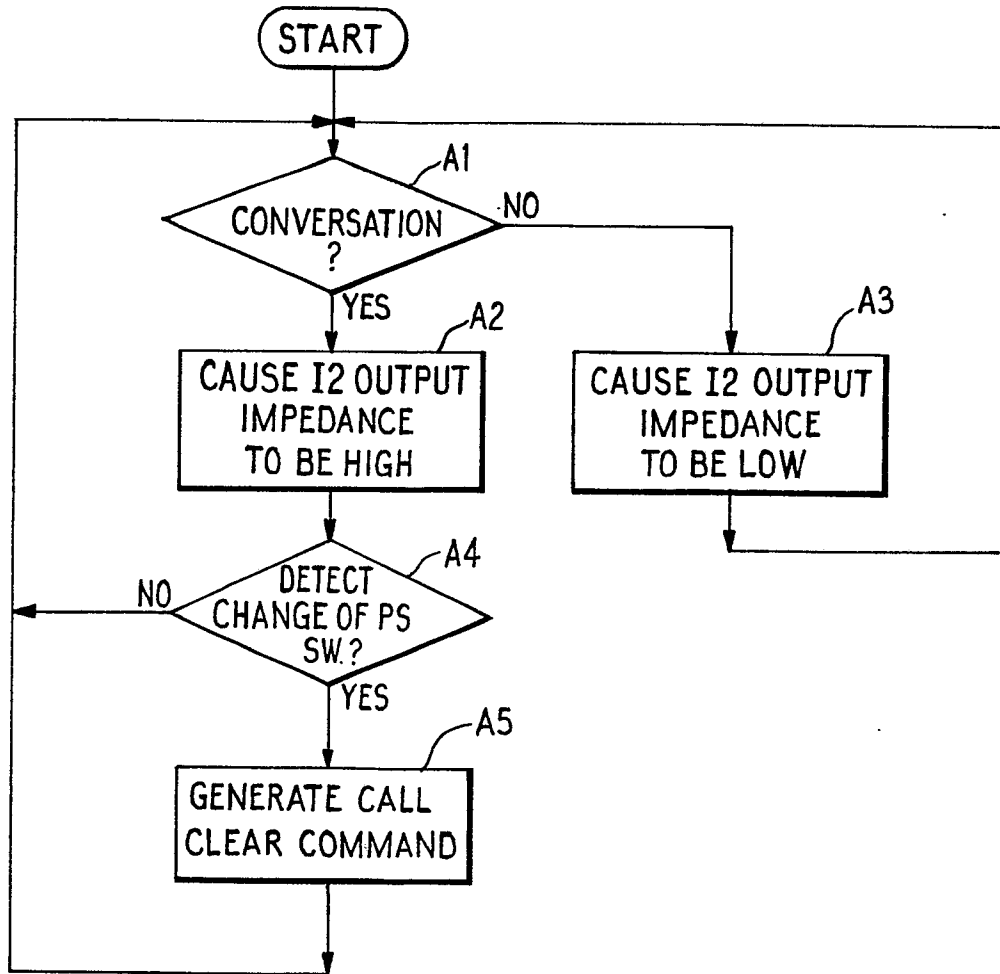 START
A1
CONVERSATION
?
NO
YES
A2
CAUSE I2 OUTPUT
IMPEDANCE
TO BE HIGH
A3
CAUSE I2 OUTPUT
IMPEDANCE
TO BE LOW
A4
DETECT
CHANGE OF PS
SW.?
NO
YES
A5
GENERATE CALL
CLEAR COMMAND